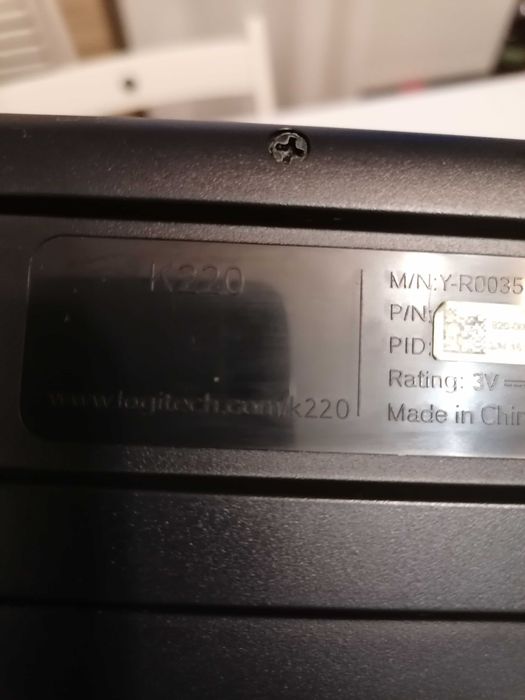 K220
www.logitech.com/k220
M/N:Y-R0035
P/N:
PID:
Rating: 3V
Made in Chin